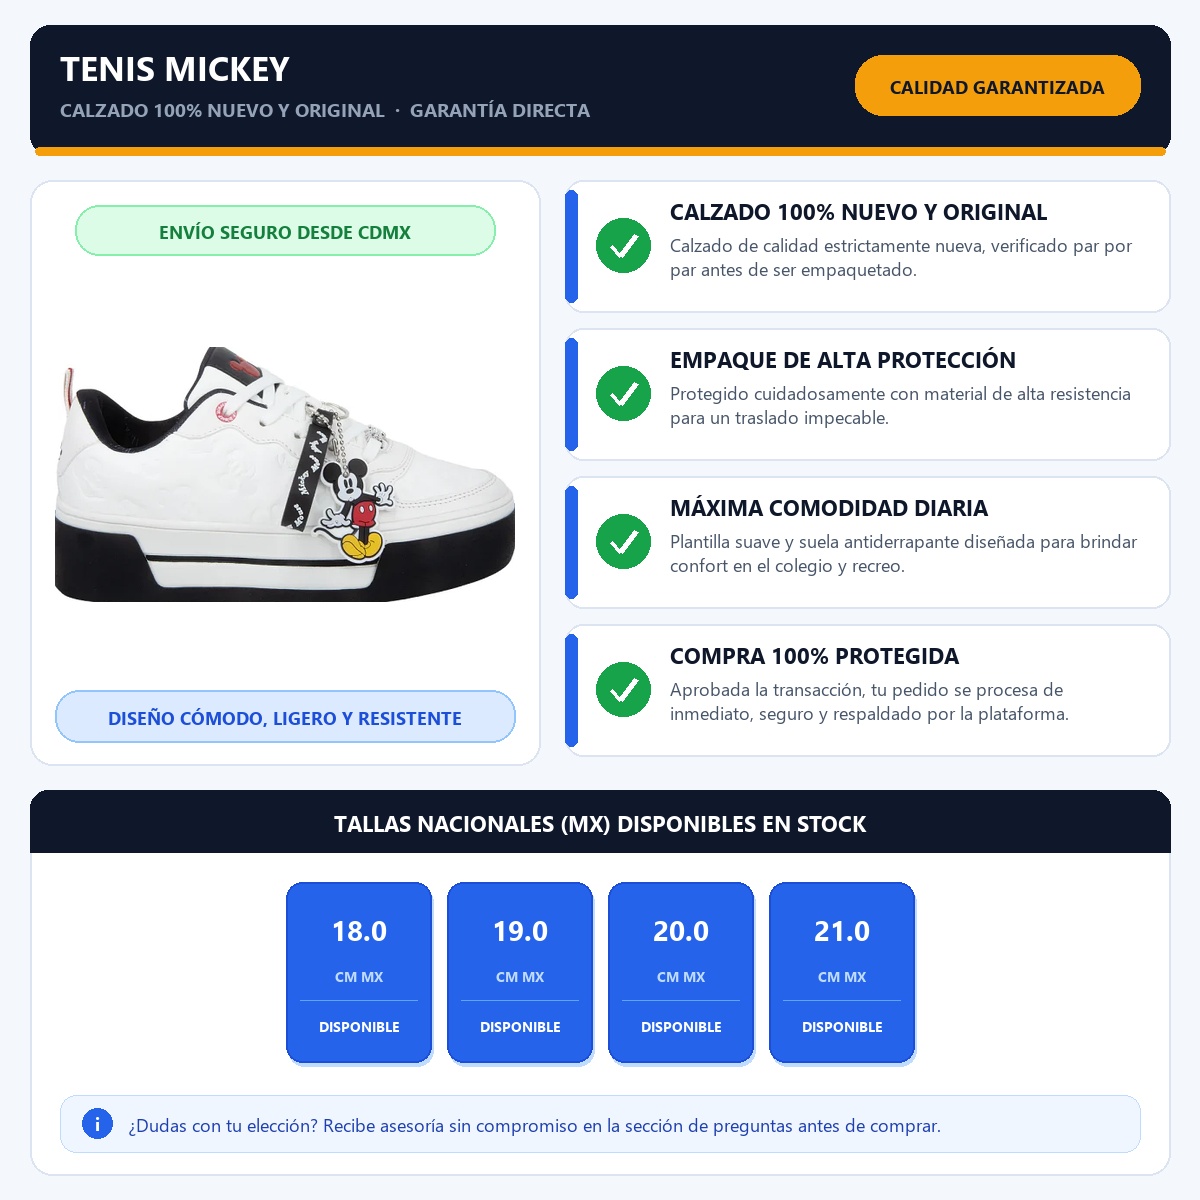 TENIS MICKEY
CALZADO 100% NUEVO Y ORIGINAL · GARANTÍA DIRECTA
CALIDAD GARANTIZADA
ENVÍO SEGURO DESDE CDMX
DISEÑO CÓMODO, LIGERO Y RESISTENTE
CALZADO 100% NUEVO Y ORIGINAL
Calzado de calidad estrictamente nueva, verificado par por
par antes de ser empaquetado.
EMPAQUE DE ALTA PROTECCIÓN
Protegido cuidadosamente con material de alta resistencia
para un traslado impecable.
MÁXIMA COMODIDAD DIARIA
Plantilla suave y suela antiderrapante diseñada para brindar
confort en el colegio y recreo.
COMPRA 100% PROTEGIDA
Aprobada la transacción, tu pedido se procesa de
inmediato, seguro y respaldado por la plataforma.
TALLAS NACIONALES (MX) DISPONIBLES EN STOCK
18.0
CM MX
DISPONIBLE
19.0
CM MX
DISPONIBLE
20.0
CM MX
DISPONIBLE
21.0
CM MX
DISPONIBLE
¿Dudas con tu elección? Recibe asesoría sin compromiso en la sección de preguntas antes de comprar.